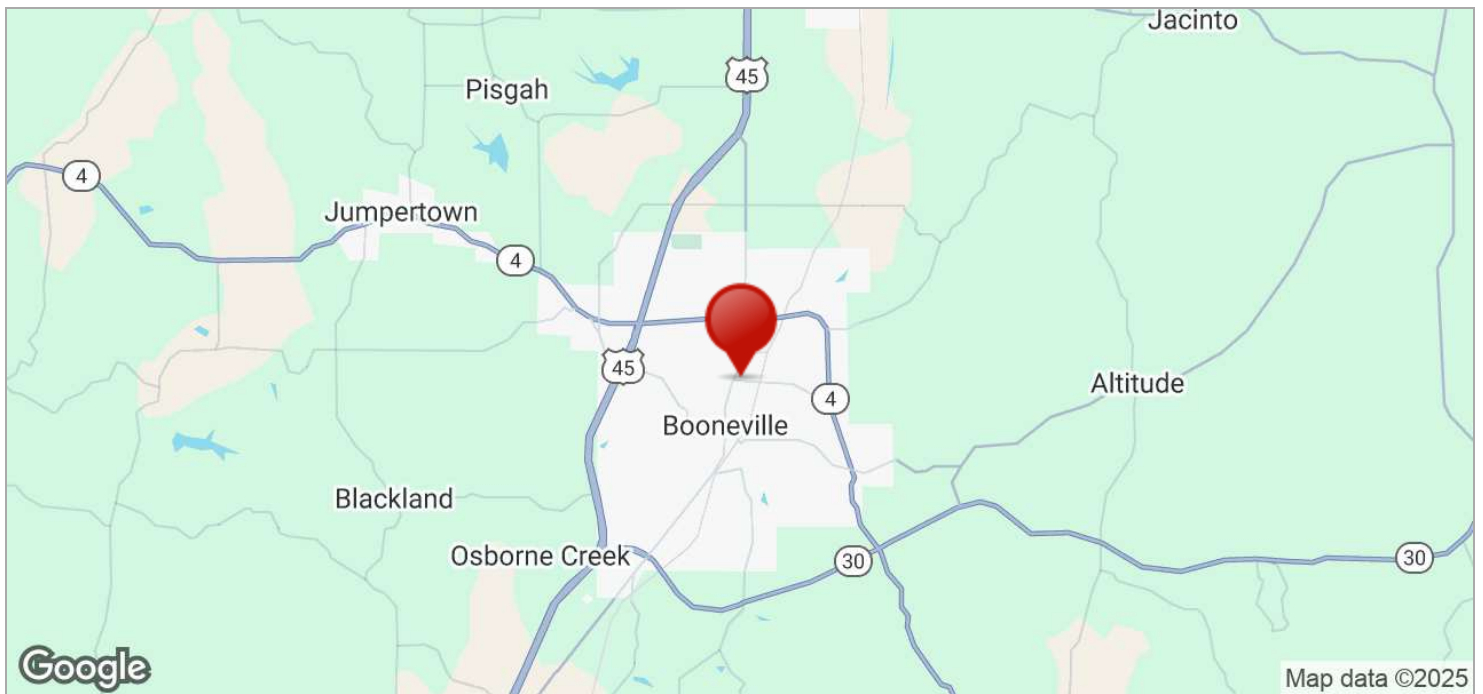 Jacinto
45
Pisgah
4
Jumpertown
4
45
Altitude
4
Booneville
Blackland
Osborne Creek
30
30
Google
Map data ©2025